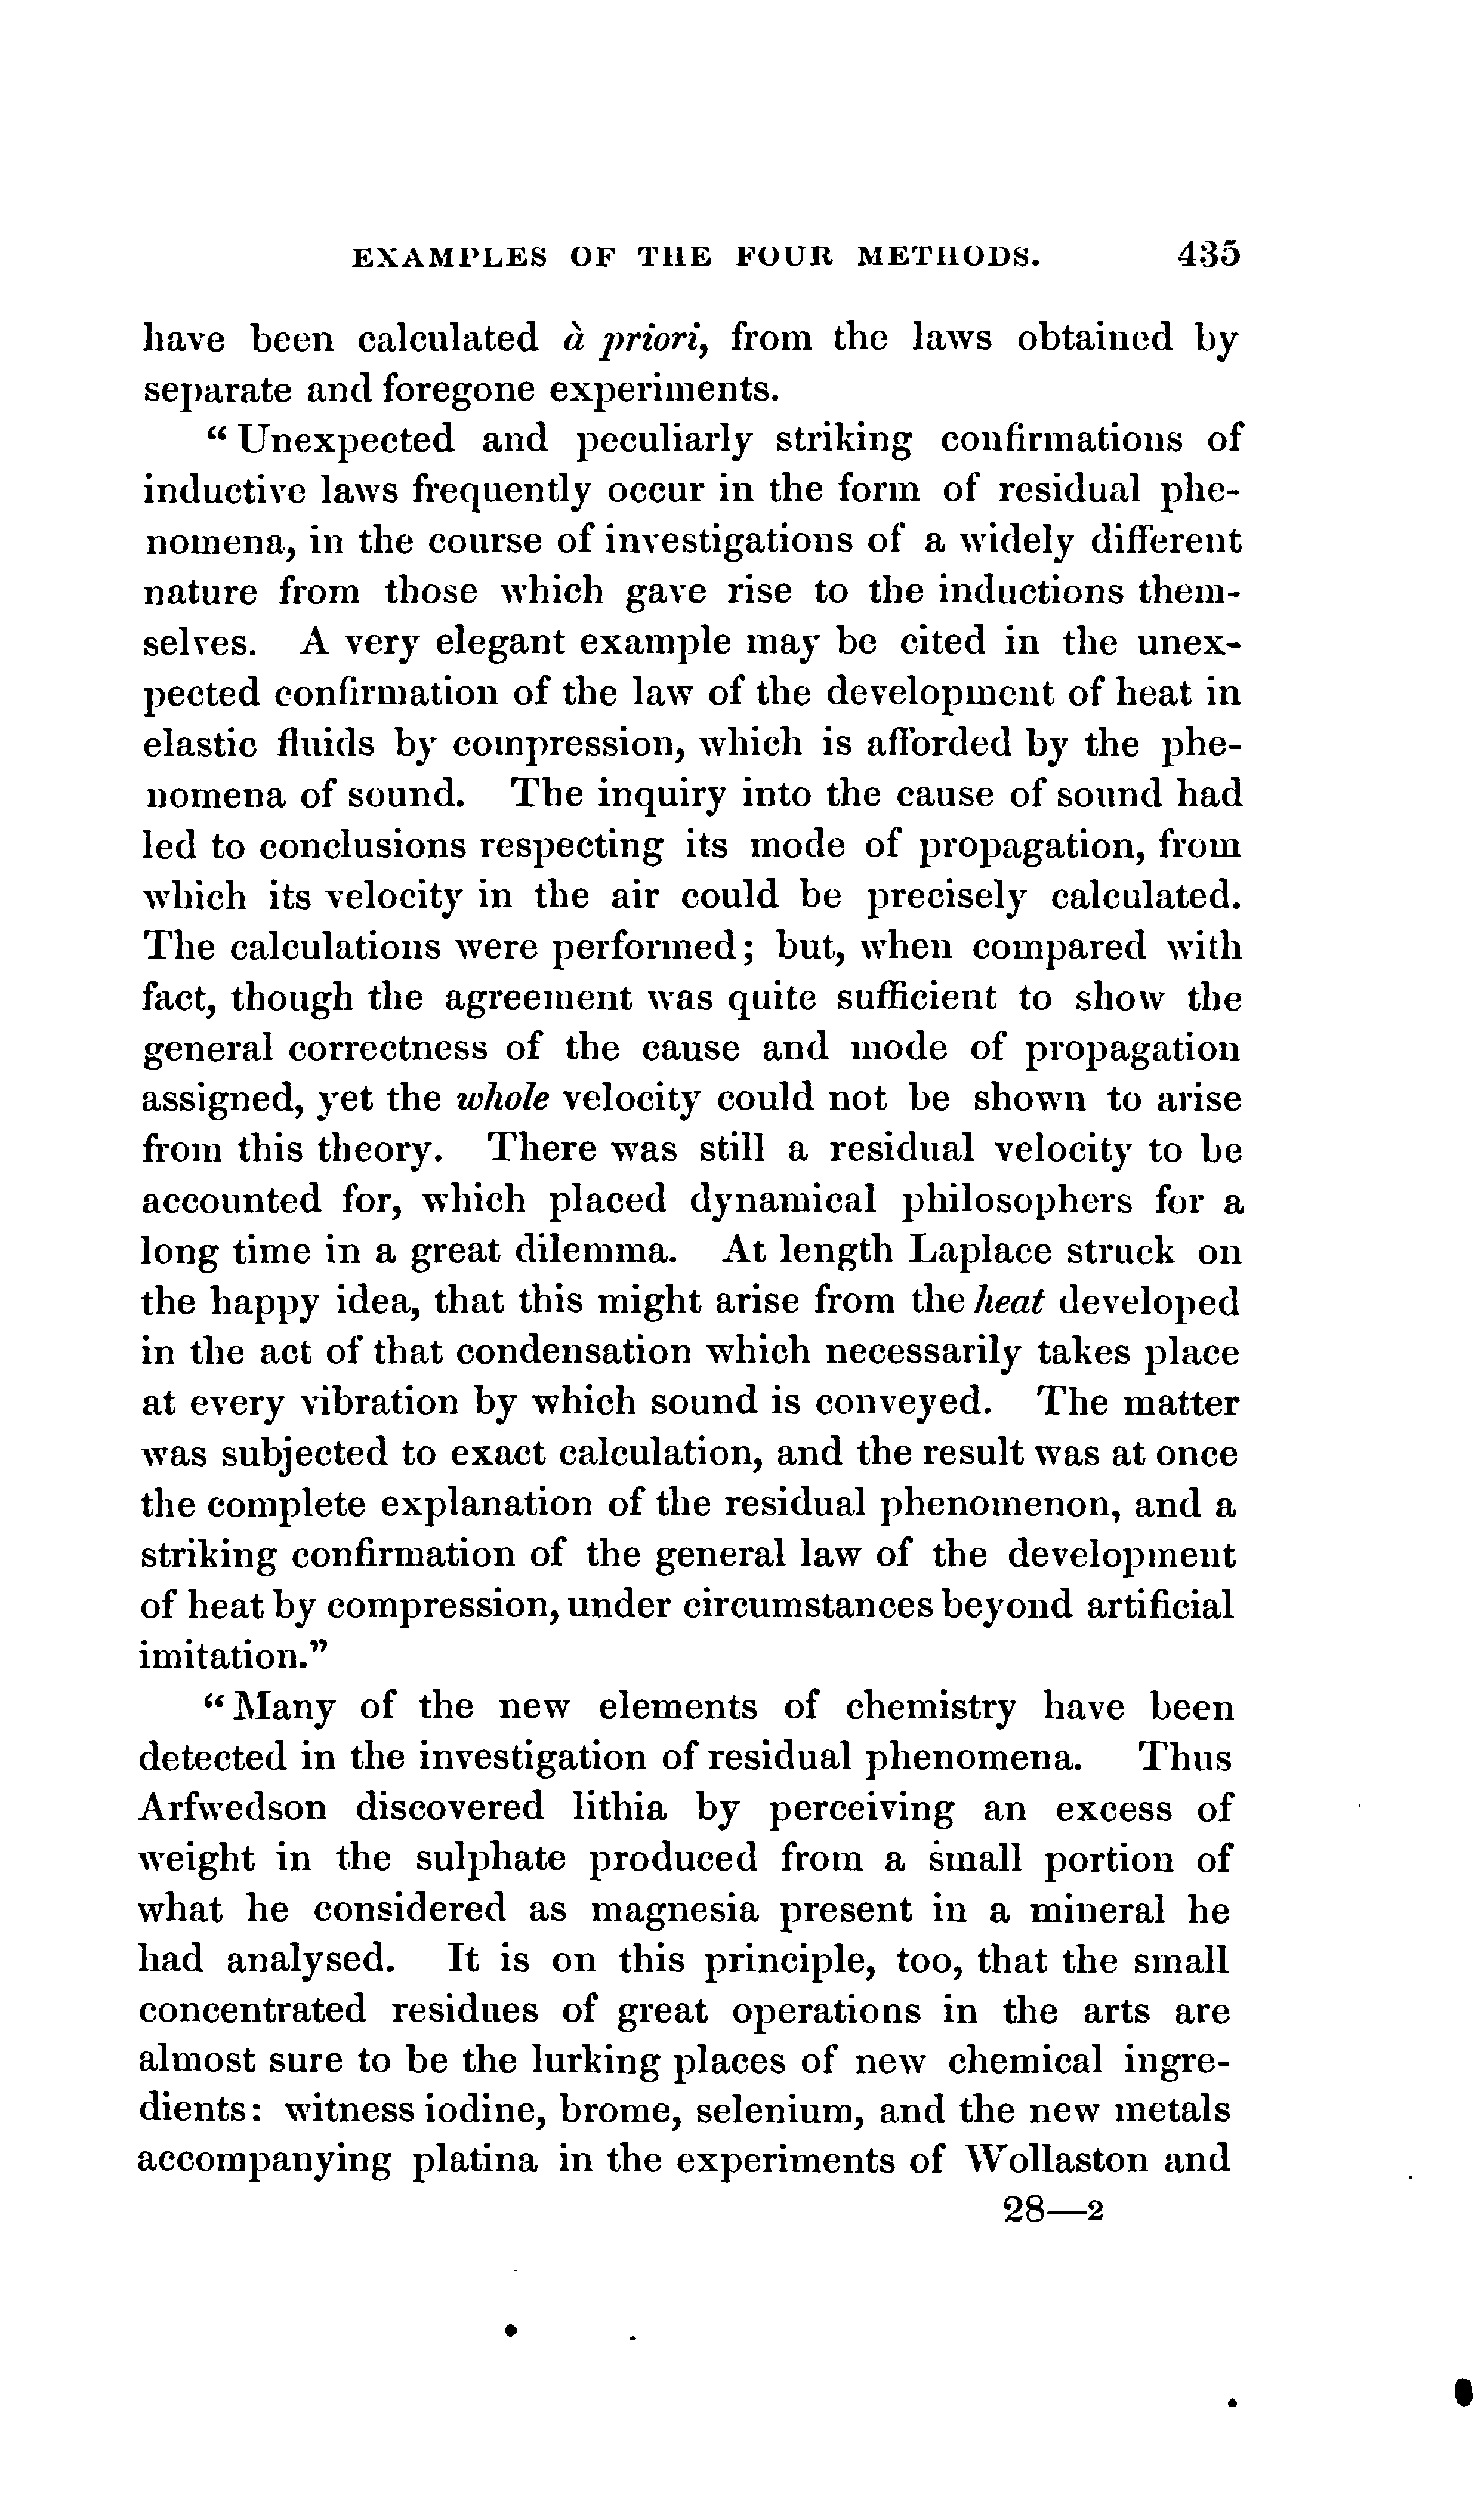 EXAMPLES OF THE FOUR METHODS. 435
have been calculated à priori, from the laws obtained by
separate and foregone experiments.
“Unexpected and peculiarly striking confirmations of
inductive laws frequently occur in the form of residual phe-
nomena, in the course of investigations of a widely different
nature from those which gave rise to the inductions them-
selves. A very elegant example may be cited in the unex-
pected confirmation of the law of the development of heat in
elastic fluids by compression, which is afforded by the phe-
nomena of sound. The inquiry into the cause of sound had
led to conclusions respecting its mode of propagation, from
which its velocity in the air could be precisely calculated.
The calculations were performed; but, when compared with
fact, though the agreement was quite sufficient to show the
general correctness of the cause and mode of propagation
assigned, yet the whole velocity could not be shown to arise
from this theory. There was still a residual velocity to be
accounted for, which placed dynamical philosophers for a
long time in a great dilemma. At length Laplace struck on
the happy idea, that this might arise from the heat developed
in the act of that condensation which necessarily takes place
at every vibration by which sound is conveyed. The matter
was subjected to exact calculation, and the result was at once
the complete explanation of the residual phenomenon, and a
striking confirmation of the general law of the development
of heat by compression, under circumstances beyond artificial
imitation.”
“Many of the new elements of chemistry have been
detected in the investigation of residual phenomena. Thus
Arfwedson discovered lithia by perceiving an excess of
weight in the sulphate produced from a small portion of
what he considered as magnesia present in a mineral he
had analysed. It is on this principle, too, that the small
concentrated residues of great operations in the arts are
almost sure to be the lurking places of new chemical ingre-
dients: witness iodine, brome, selenium, and the new metals
accompanying platina in the experiments of Wollaston and
28—2